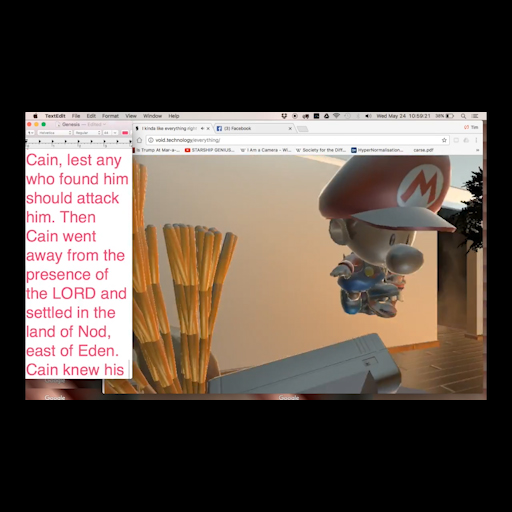 TextEdit File Edit Format View Window Help
Wed May 24 10:59:21
Genesis — Edited
I kinda like everything righ
(3) Facebook
void.technology/everything/
is Trump At Mar-a-... STARSHIP GENIUS... I Am a Camera - Wi... Society for the Diff... HyperNormalisation... carse.pdf
Cain, lest any
who found him
should attack
him. Then
Cain went
away from the
presence of
the LORD and
settled in the
land of Nod,
east of Eden.
Cain knew his
M
Google
Google